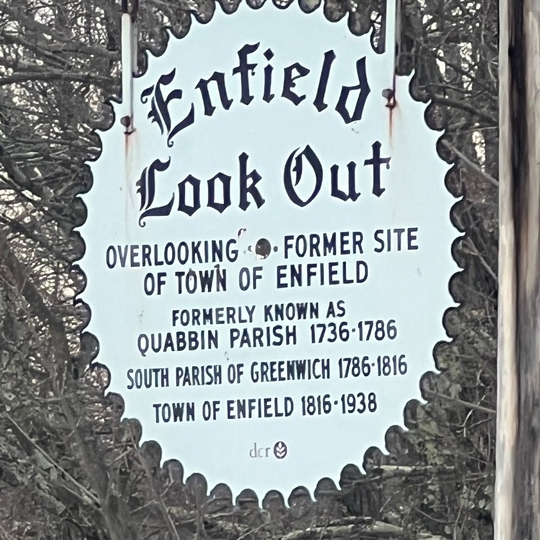 Enfield
Look Out
OVERLOOKING · · FORMER SITE
OF TOWN OF ENFIELD
FORMERLY KNOWN AS
QUABBIN PARISH 1736·1786
SOUTH PARISH OF GREENWICH 1786·1816
TOWN OF ENFIELD 1816·1938
dcr